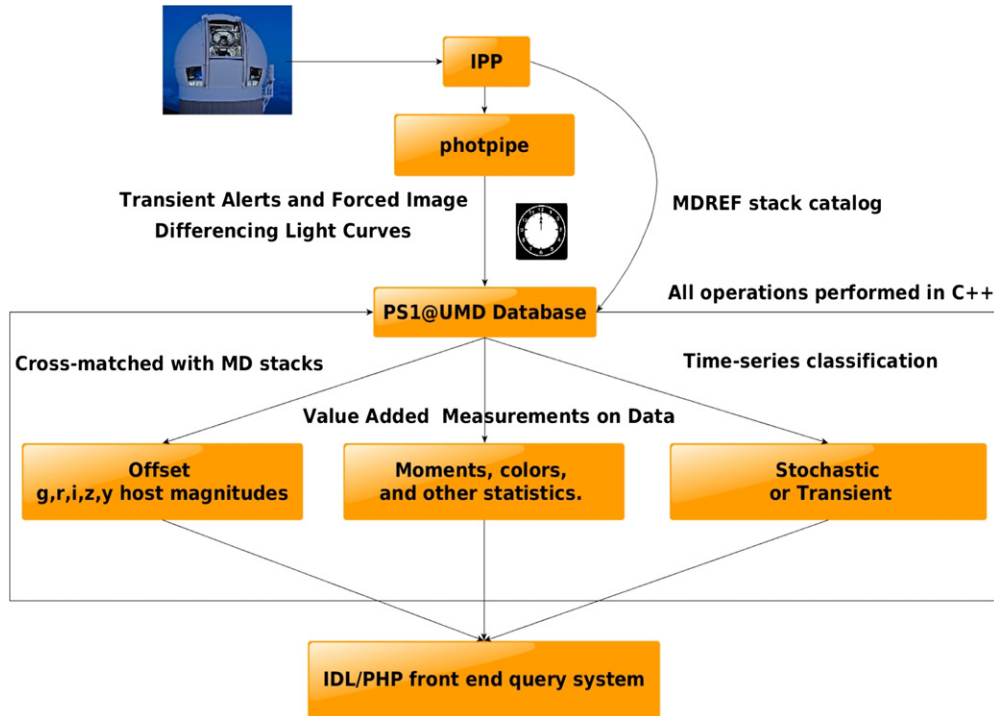 IPP
photpipe
Transient Alerts and Forced Image
Differencing Light Curves
MDREF stack catalog
All operations performed in C++
PS1@UMD Database
Cross-matched with MD stacks
Time-series classification
Value Added Measurements on Data
Offset
g,r,i,z,y host magnitudes
Moments, colors,
and other statistics.
Stochastic
or Transient
IDL/PHP front end query system